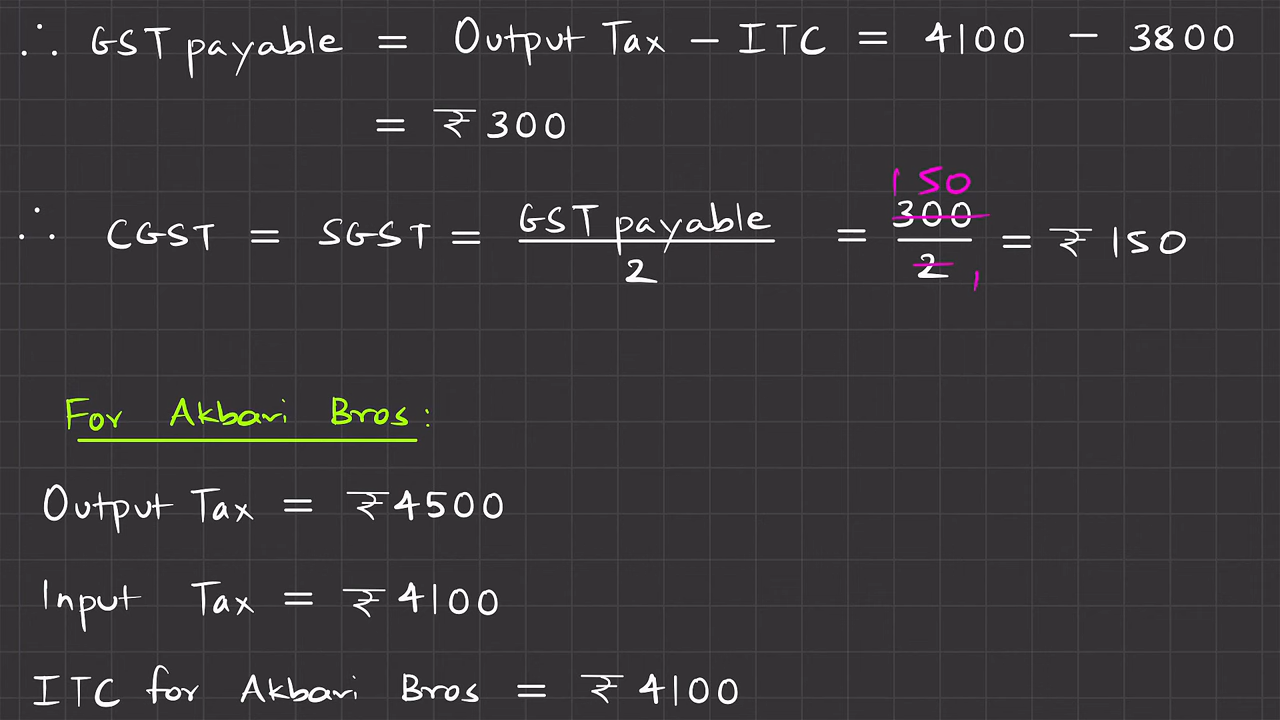 ∴ GST payable = Output Tax - ITC = 4100 - 3800
= ₹300
∴ CGST = SGST = GST payable / 2 = 300 / 2 = ₹150
150
1
For Akbari Bros:
Output Tax = ₹4500
Input Tax = ₹4100
ITC for Akbari Bros = ₹4100